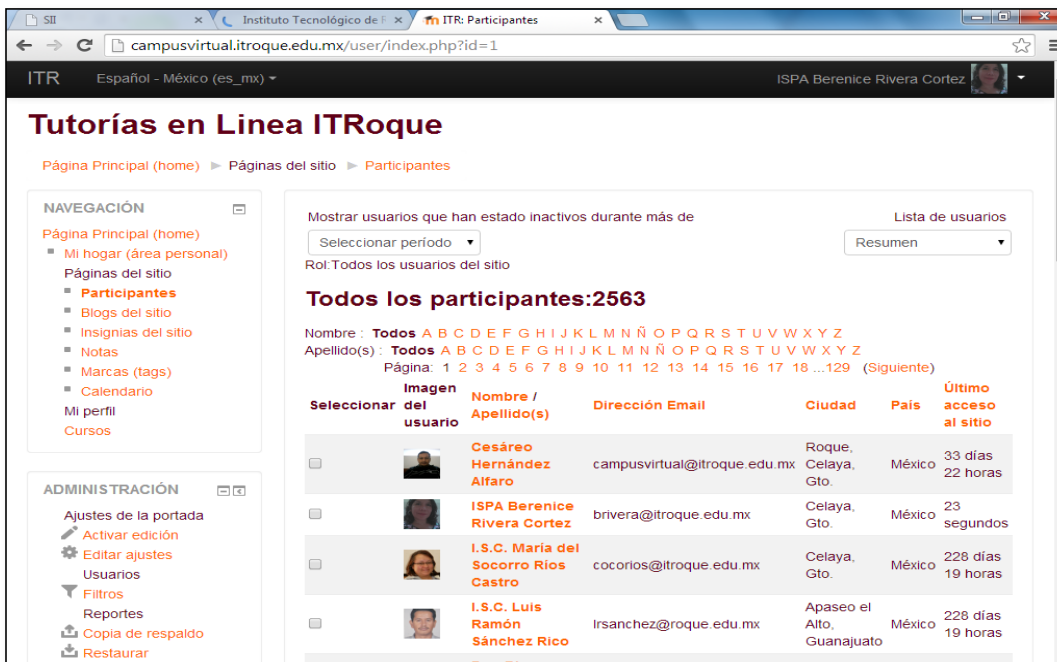 SII
Instituto Tecnológico de R
ITR: Participantes
campusvirtual.itroque.edu.mx/user/index.php?id=1
ITR Español - México (es_mx) ISPA Berenice Rivera Cortez
Tutorías en Linea ITRoque
Página Principal (home) ► Páginas del sitio ► Participantes
NAVEGACIÓN
Página Principal (home)
Mi hogar (área personal)
Páginas del sitio
Participantes
Blogs del sitio
Insignias del sitio
Notas
Marcas (tags)
Calendario
Mi perfil
Cursos
ADMINISTRACIÓN
Ajustes de la portada
Activar edición
Editar ajustes
Usuarios
Filtros
Reportes
Copia de respaldo
Restaurar
Mostrar usuarios que han estado inactivos durante más de
Seleccionar período
Lista de usuarios
Resumen
Rol:Todos los usuarios del sitio
Todos los participantes:2563
Nombre : Todos A B C D E F G H I J K L M N Ñ O P Q R S T U V W X Y Z
Apellido(s) : Todos A B C D E F G H I J K L M N Ñ O P Q R S T U V W X Y Z
Página: 1 2 3 4 5 6 7 8 9 10 11 12 13 14 15 16 17 18 ...129 (Siguiente)
Seleccionar
Imagen
del
usuario
Nombre /
Apellido(s)
Dirección Email
Ciudad
País
Último
acceso
al sitio
Cesáreo
Hernández
Alfaro
campusvirtual@itroque.edu.mx
Roque,
Celaya,
Gto.
México
33 días
22 horas
ISPA Berenice
Rivera Cortez
brivera@itroque.edu.mx
Celaya,
Gto.
México
23
segundos
I.S.C. María del
Socorro Ríos
Castro
cocorios@itroque.edu.mx
Celaya,
Gto.
México
228 días
19 horas
I.S.C. Luis
Ramón
Sánchez Rico
lrsanchez@roque.edu.mx
Apaseo el
Alto,
Guanajuato
México
228 días
19 horas